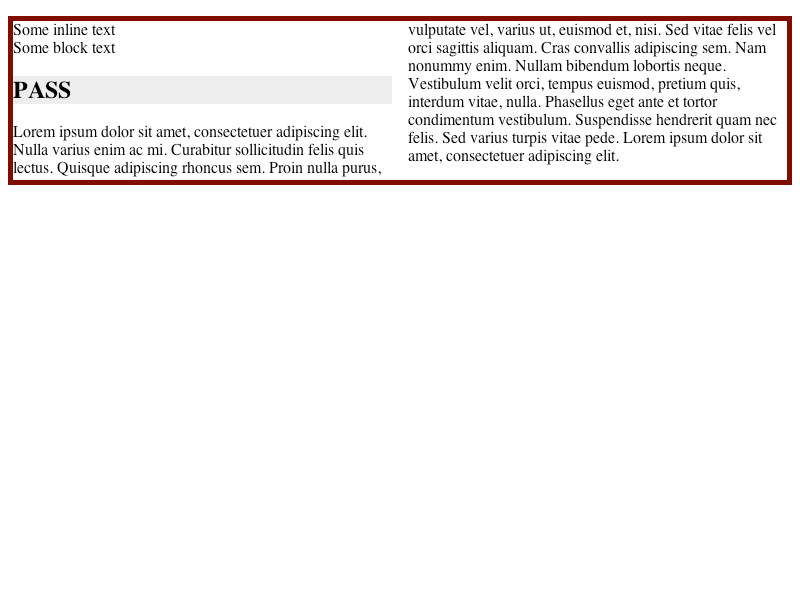 Some inline text
Some block text
PASS
Lorem ipsum dolor sit amet, consectetuer adipiscing elit.
Nulla varius enim ac mi. Curabitur sollicitudin felis quis
lectus. Quisque adipiscing rhoncus sem. Proin nulla purus,
vulputate vel, varius ut, euismod et, nisi. Sed vitae felis vel
orci sagittis aliquam. Cras convallis adipiscing sem. Nam
nonummy enim. Nullam bibendum lobortis neque.
Vestibulum velit orci, tempus euismod, pretium quis,
interdum vitae, nulla. Phasellus eget ante et tortor
condimentum vestibulum. Suspendisse hendrerit quam nec
felis. Sed varius turpis vitae pede. Lorem ipsum dolor sit
amet, consectetuer adipiscing elit.